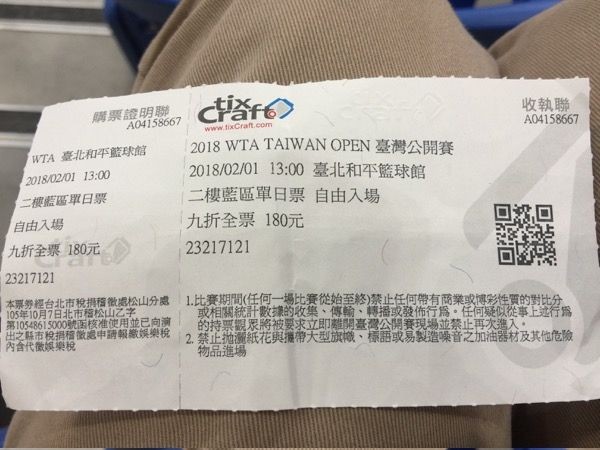 購票證明聯
A04158667
WTA 臺北和平籃球館
2018/02/01 13:00
二樓藍區單日票
自由入場
九折全票 180元
23217121
本票券經台北市稅捐稽徵處松山分處
105年10月7日北市稽松山乙字
第10548615000號函核准使用並已向演
出之縣市稅捐稽徵處申請報繳娛樂稅
內含代徵娛樂稅
tix
Craft
www.tixCraft.com
收執聯
A04158667
2018 WTA TAIWAN OPEN 臺灣公開賽
2018/02/01 13:00 臺北和平籃球館
二樓藍區單日票 自由入場
九折全票 180元
23217121
1.比賽期間(任何一場比賽從始至終)禁止任何帶有商業或博彩性質的對比分
或相關統計數據的收集、傳輸、轉播或發佈行爲。任何疑似從事上述行爲
的持票觀眾將被要求立即離開臺灣公開賽現場並禁止再次進入。
2. 禁止拋灑紙花與攜帶大型旗幟、標語或易製造噪音之加油器材及其他危險
物品進場